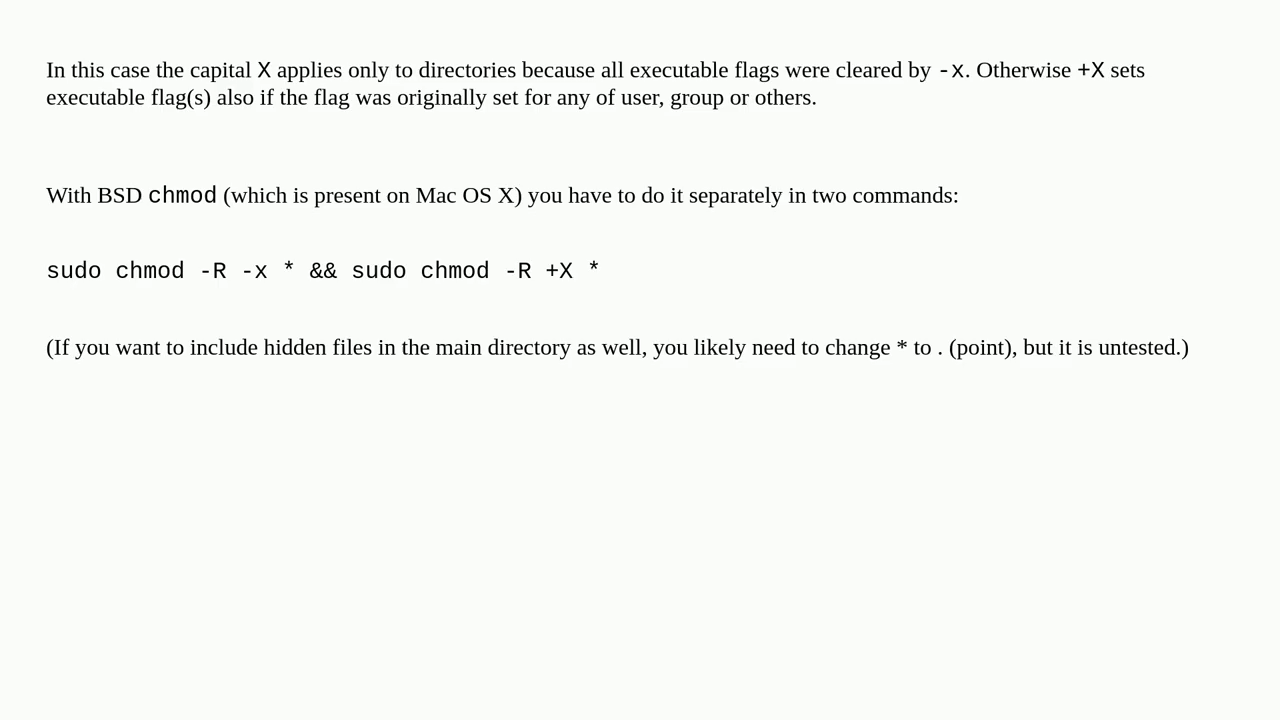 In this case the capital X applies only to directories because all executable flags were cleared by -x. Otherwise +X sets
executable flag(s) also if the flag was originally set for any of user, group or others.
With BSD chmod (which is present on Mac OS X) you have to do it separately in two commands:
sudo chmod -R -x * && sudo chmod -R +X *
(If you want to include hidden files in the main directory as well, you likely need to change * to . (point), but it is untested.)